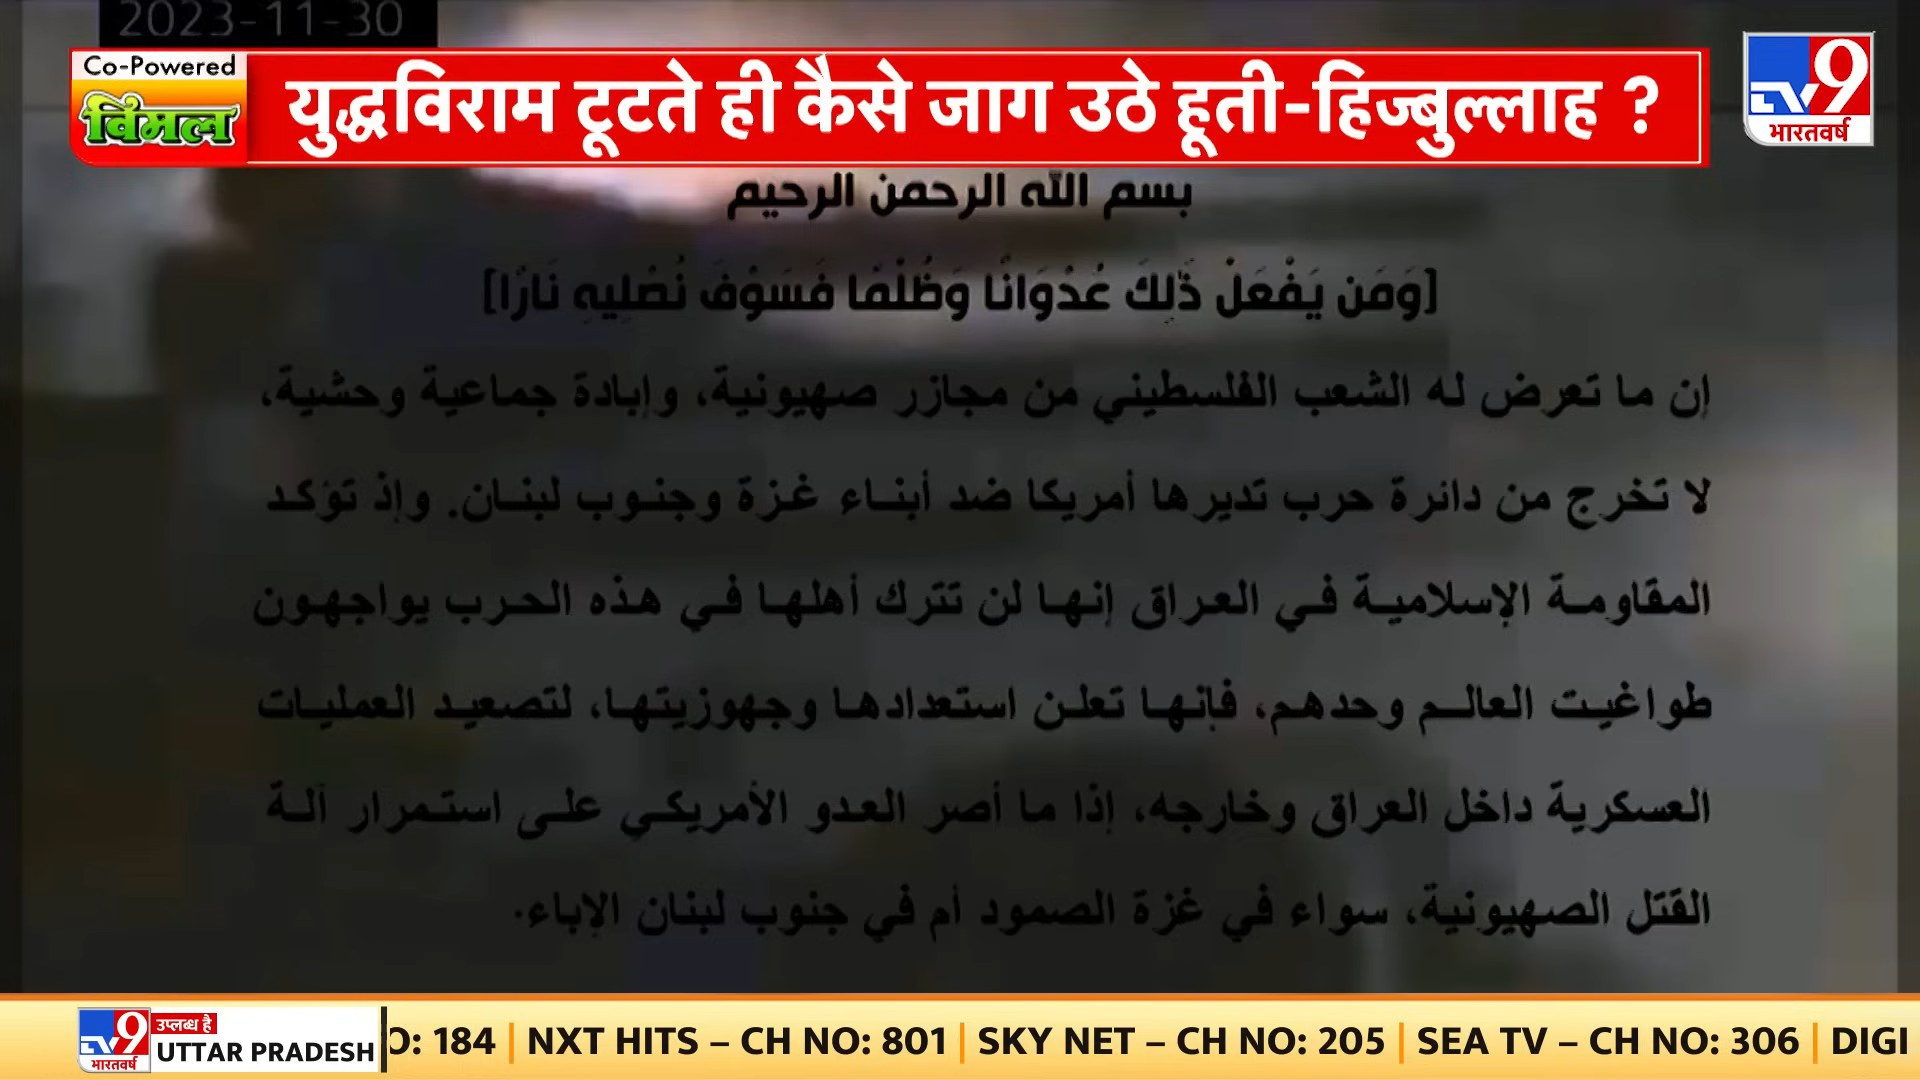 2023-11-30
Co-Powered
विमल
युद्धविराम टूटते ही कैसे जाग उठे हूती-हिज्बुल्लाह ?
TV9
भारतवर्ष
بسم الله الرحمن الرحيم
[وَمَن يَفْعَلْ ذَٰلِكَ عُدْوَانًا وَظُلْمًا فَسَوْفَ نُصْلِيهِ نَارًا]
إن ما تعرض له الشعب الفلسطيني من مجازر صهيونية، وإبادة جماعية وحشية،
لا تخرج من دائرة حرب تديرها أمريكا ضد أبناء غزة وجنوب لبنان. وإذ تؤكد
المقاومة الإسلامية في العراق إنها لن تترك أهلها في هذه الحرب يواجهون
طواغيت العالم وحدهم، فإنها تعلن استعدادها وجهوزيتها، لتصعيد العمليات
العسكرية داخل العراق وخارجه، إذا ما أصر العدو الأمريكي على استمرار آلة
القتل الصهيونية، سواء في غزة الصمود أم في جنوب لبنان الإباء.
TV9
भारतवर्ष
उपलब्ध है
UTTAR PRADESH
O: 184 | NXT HITS – CH NO: 801 | SKY NET – CH NO: 205 | SEA TV – CH NO: 306 | DIGI